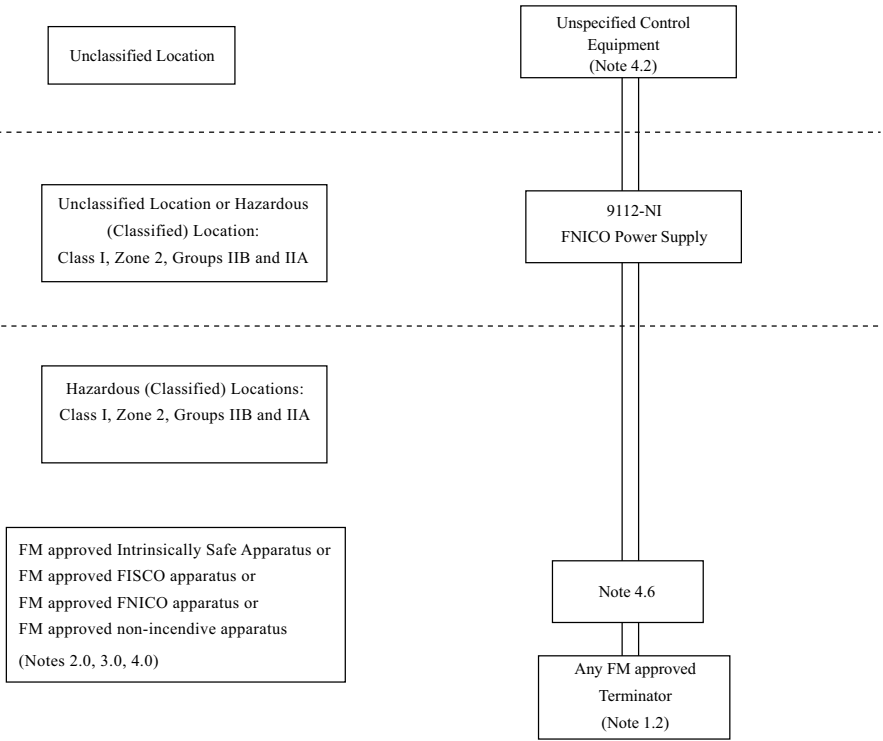 Unclassified Location
Unspecified Control
Equipment
(Note 4.2)
Unclassified Location or Hazardous
(Classified) Location:
Class I, Zone 2, Groups IIB and IIA
9112-NI
FNICO Power Supply
Hazardous (Classified) Locations:
Class I, Zone 2, Groups IIB and IIA
FM approved Intrinsically Safe Apparatus or
FM approved FISCO apparatus or
FM approved FNICO apparatus or
FM approved non-incendive apparatus
(Notes 2.0, 3.0, 4.0)
Note 4.6
Any FM approved
Terminator
(Note 1.2)